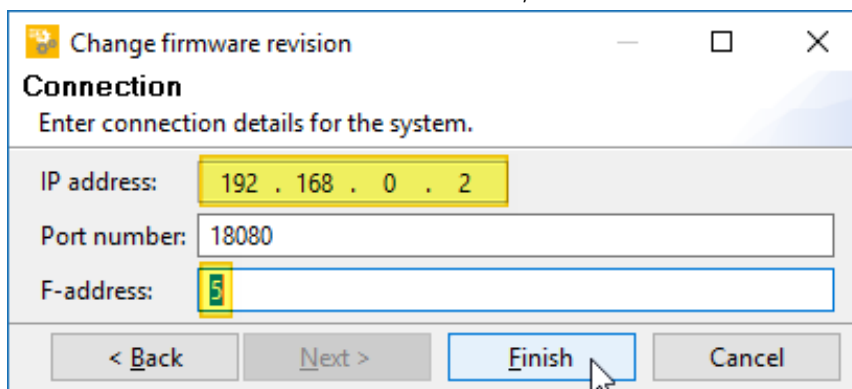 Change firmware revision
Connection
Enter connection details for the system.
IP address: 192 . 168 . 0 . 2
Port number: 18080
F-address: 5
< Back Next > Finish Cancel